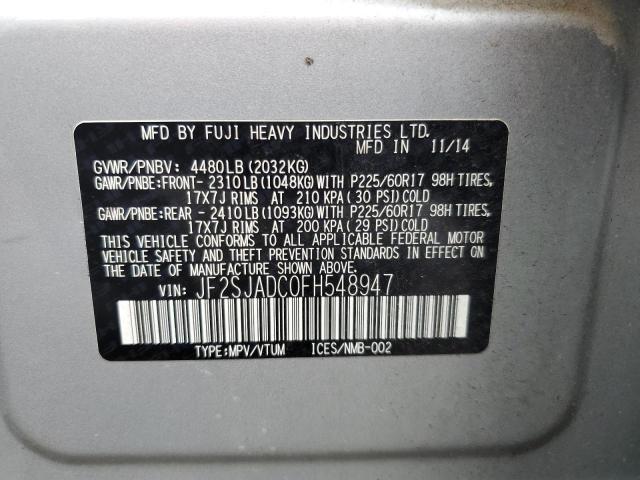 MFD BY FUJI HEAVY INDUSTRIES LTD.
MFD IN 11/14
GVWR/PNBV: 4480LB (2032KG)
GAWR/PNBE:FRONT- 2310LB(1048KG)WITH P225/60R17 98H TIRES,
17X7J RIMS AT 210 KPA( 30 PSI)COLD
GAWR/PNBE:REAR - 2410LB(1093KG)WITH P225/60R17 98H TIRES,
17X7J RIMS AT 200 KPA( 29 PSI)COLD
THIS VEHICLE CONFORMS TO ALL APPLICABLE FEDERAL MOTOR
VEHICLE SAFETY AND THEFT PREVENTION STANDARDS IN EFFECT ON
THE DATE OF MANUFACTURE SHOWN ABOVE.
VIN: JF2SJADC0FH548947
TYPE:MPV/VTUM ICES/NMB-002